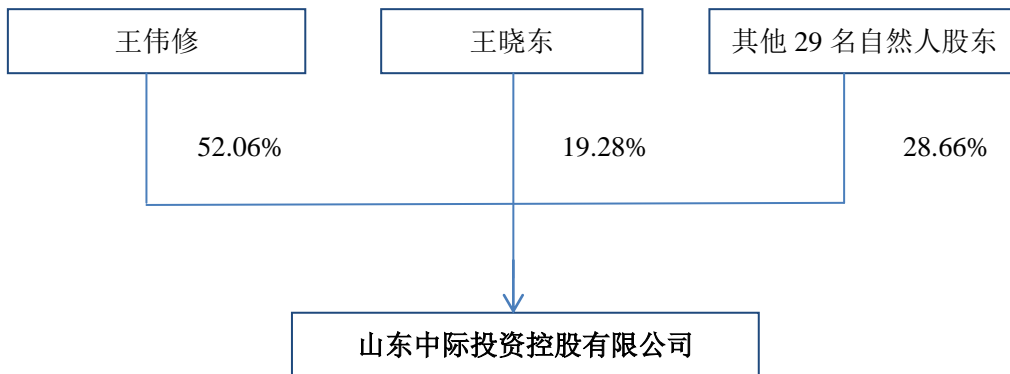 王伟修
王晓东
其他 29 名自然人股东
52.06%
19.28%
28.66%
山东中际投资控股有限公司